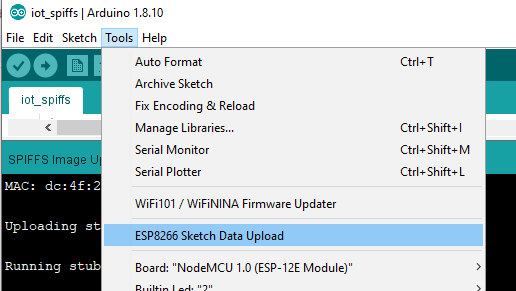 iot_spiffs | Arduino 1.8.10
File Edit Sketch Tools Help
Auto Format Ctrl+T
Archive Sketch
Fix Encoding & Reload
Manage Libraries... Ctrl+Shift+I
Serial Monitor Ctrl+Shift+M
Serial Plotter Ctrl+Shift+L
WiFi101 / WiFiNINA Firmware Updater
ESP8266 Sketch Data Upload
Board: "NodeMCU 1.0 (ESP-12E Module)"
Builtin Led: "2"
iot_spiffs
SPIFFS Image Up
MAC: dc:4f:2
Uploading st
Running stub